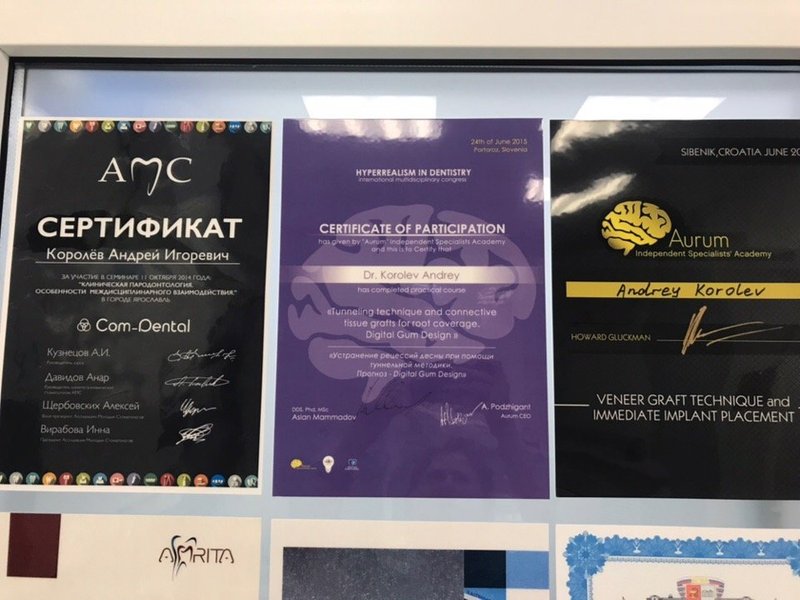 АМС
СЕРТИФИКАТ
Королёв Андрей Игоревич
ЗА УЧАСТИЕ В СЕМИНАРЕ 11 ОКТЯБРЯ 2014 ГОДА:
"КЛИНИЧЕСКАЯ ПАРОДОНТОЛОГИЯ.
ОСОБЕННОСТИ МЕЖДИСЦИПЛИНАРНОГО ВЗАИМОДЕЙСТВИЯ."
В ГОРОДЕ ЯРОСЛАВЛЬ
Com-Dental
Кузнецов А.И.
Давидов Анар
Щербовских Алексей
Вирабова Инна
24th of June 2015
Portoroz, Slovenia
HYPERREALISM IN DENTISTRY
international multidisciplinary congress
CERTIFICATE OF PARTICIPATION
has given by "Aurum" Independent Specialists Academy
and this is to Certify that
Dr. Korolev Andrey
has completed practical course
«Tunneling technique and connective
tissue grafts for root coverage.
Digital Gum Design »
«Устранение рецессий десны при помощи
туннельной методики.
Прогноз - Digital Gum Design»
DDS, Phd, MSc
Aslan Mammadov
A. Podzhigant
Aurum CEO
SIBENIK, CROATIA JUNE
Aurum
Independent Specialists' Academy
Andrey Korolev
HOWARD GLUCKMAN
VENEER GRAFT TECHNIQUE and
IMMEDIATE IMPLANT PLACEMENT
AMRITA